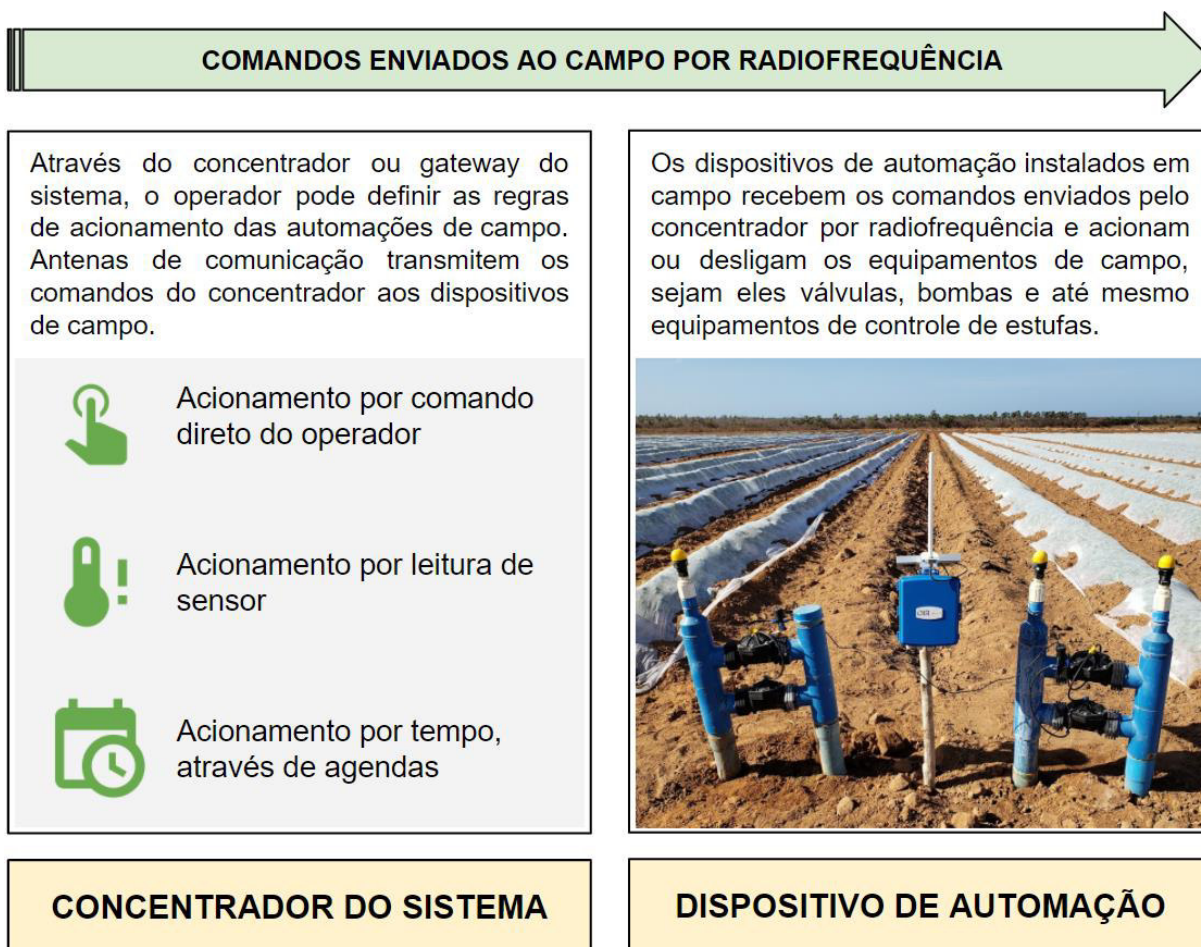 COMANDOS ENVIADOS AO CAMPO POR RADIOFREQUÊNCIA
Através do concentrador ou gateway do
sistema, o operador pode definir as regras
de acionamento das automações de campo.
Antenas de comunicação transmitem os
comandos do concentrador aos dispositivos
de campo.
Acionamento por comando
direto do operador
Acionamento por leitura de
sensor
Acionamento por tempo,
através de agendas
CONCENTRADOR DO SISTEMA
Os dispositivos de automação instalados em
campo recebem os comandos enviados pelo
concentrador por radiofrequência e acionam
ou desligam os equipamentos de campo,
sejam eles válvulas, bombas e até mesmo
equipamentos de controle de estufas.
DISPOSITIVO DE AUTOMAÇÃO